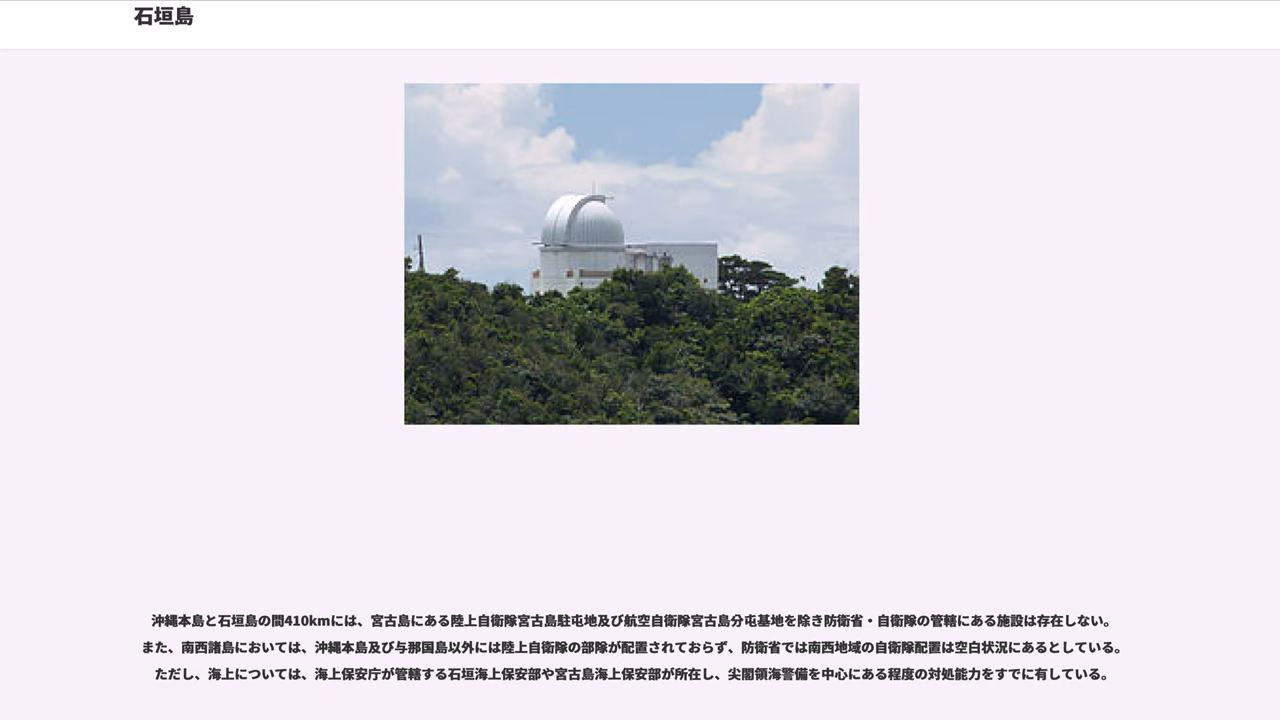 石垣島
沖縄本島と石垣島の間410kmには、宮古島にある陸上自衛隊宮古島駐屯地及び航空自衛隊宮古島分屯基地を除き防衛省・自衛隊の管轄にある施設は存在しない。
また、南西諸島においては、沖縄本島及び与那国島以外には陸上自衛隊の部隊が配置されておらず、防衛省では南西地域の自衛隊配置は空白状況にあるとしている。
ただし、海上については、海上保安庁が管轄する石垣海上保安部や宮古島海上保安部が所在し、尖閣領海警備を中心にある程度の対処能力をすでに有している。